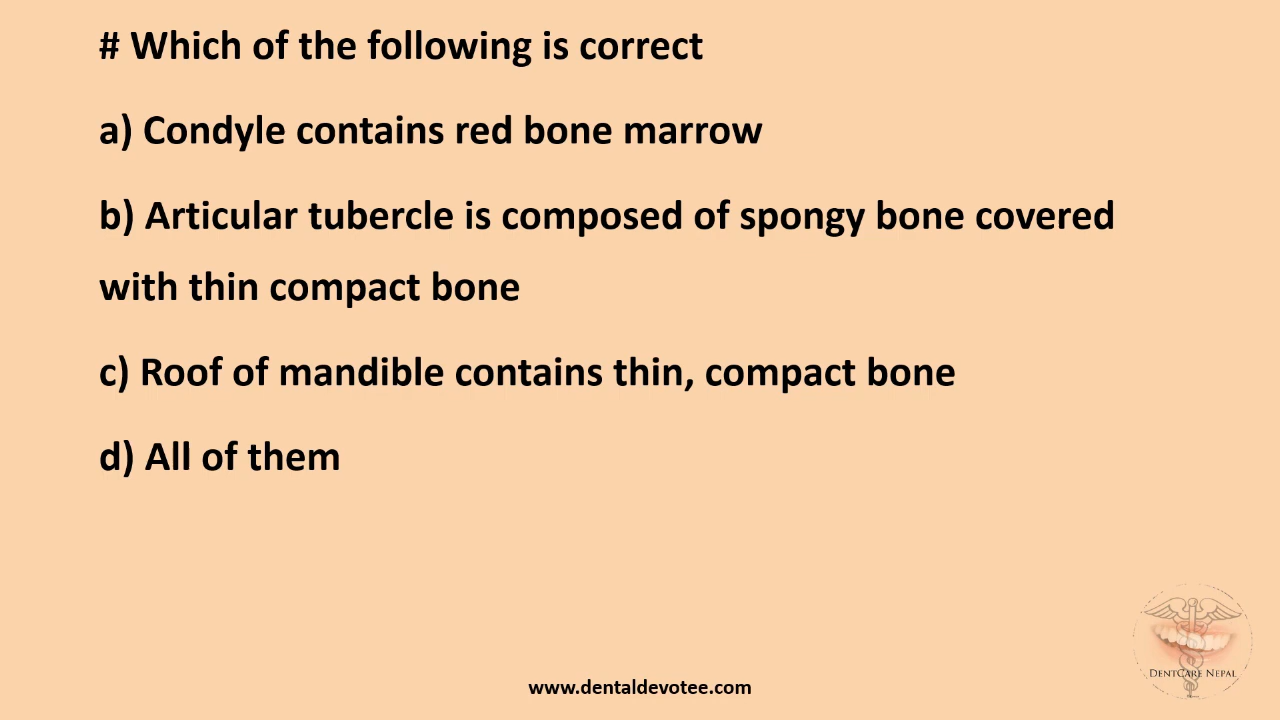 # Which of the following is correct
a) Condyle contains red bone marrow
b) Articular tubercle is composed of spongy bone covered
with thin compact bone
c) Roof of mandible contains thin, compact bone
d) All of them
DENTCARE NEPAL
www.dentaldevotee.com